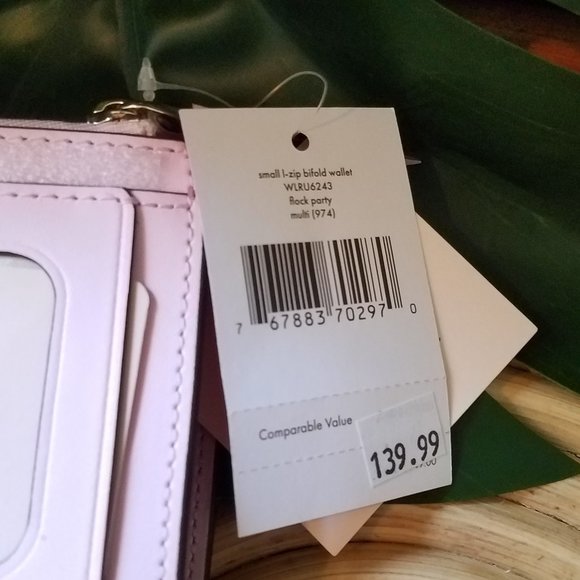 small l-zip bifold wallet
WLRU6243
flock party
multi (974)
7 67883 70297 0
Comparable Value
139.99